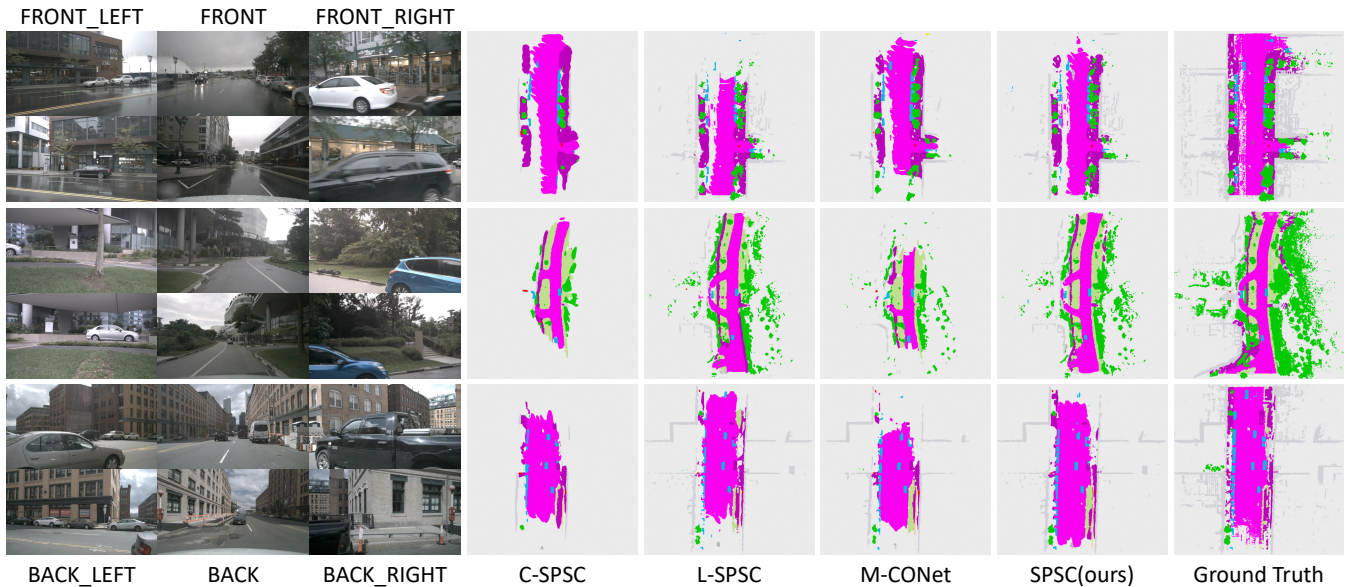 FRONT_LEFT FRONT FRONT_RIGHT
BACK_LEFT BACK BACK_RIGHT C-SPSC L-SPSC M-CONet SPSC(ours) Ground Truth